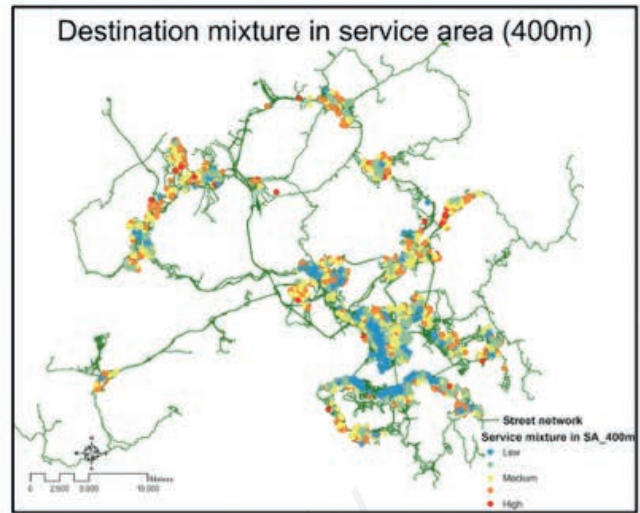 Destination mixture in service area (400m)
Street network
Service mixture in SA_400m
Low
Medium
High
Meters
0 2.500 5.000 10.000